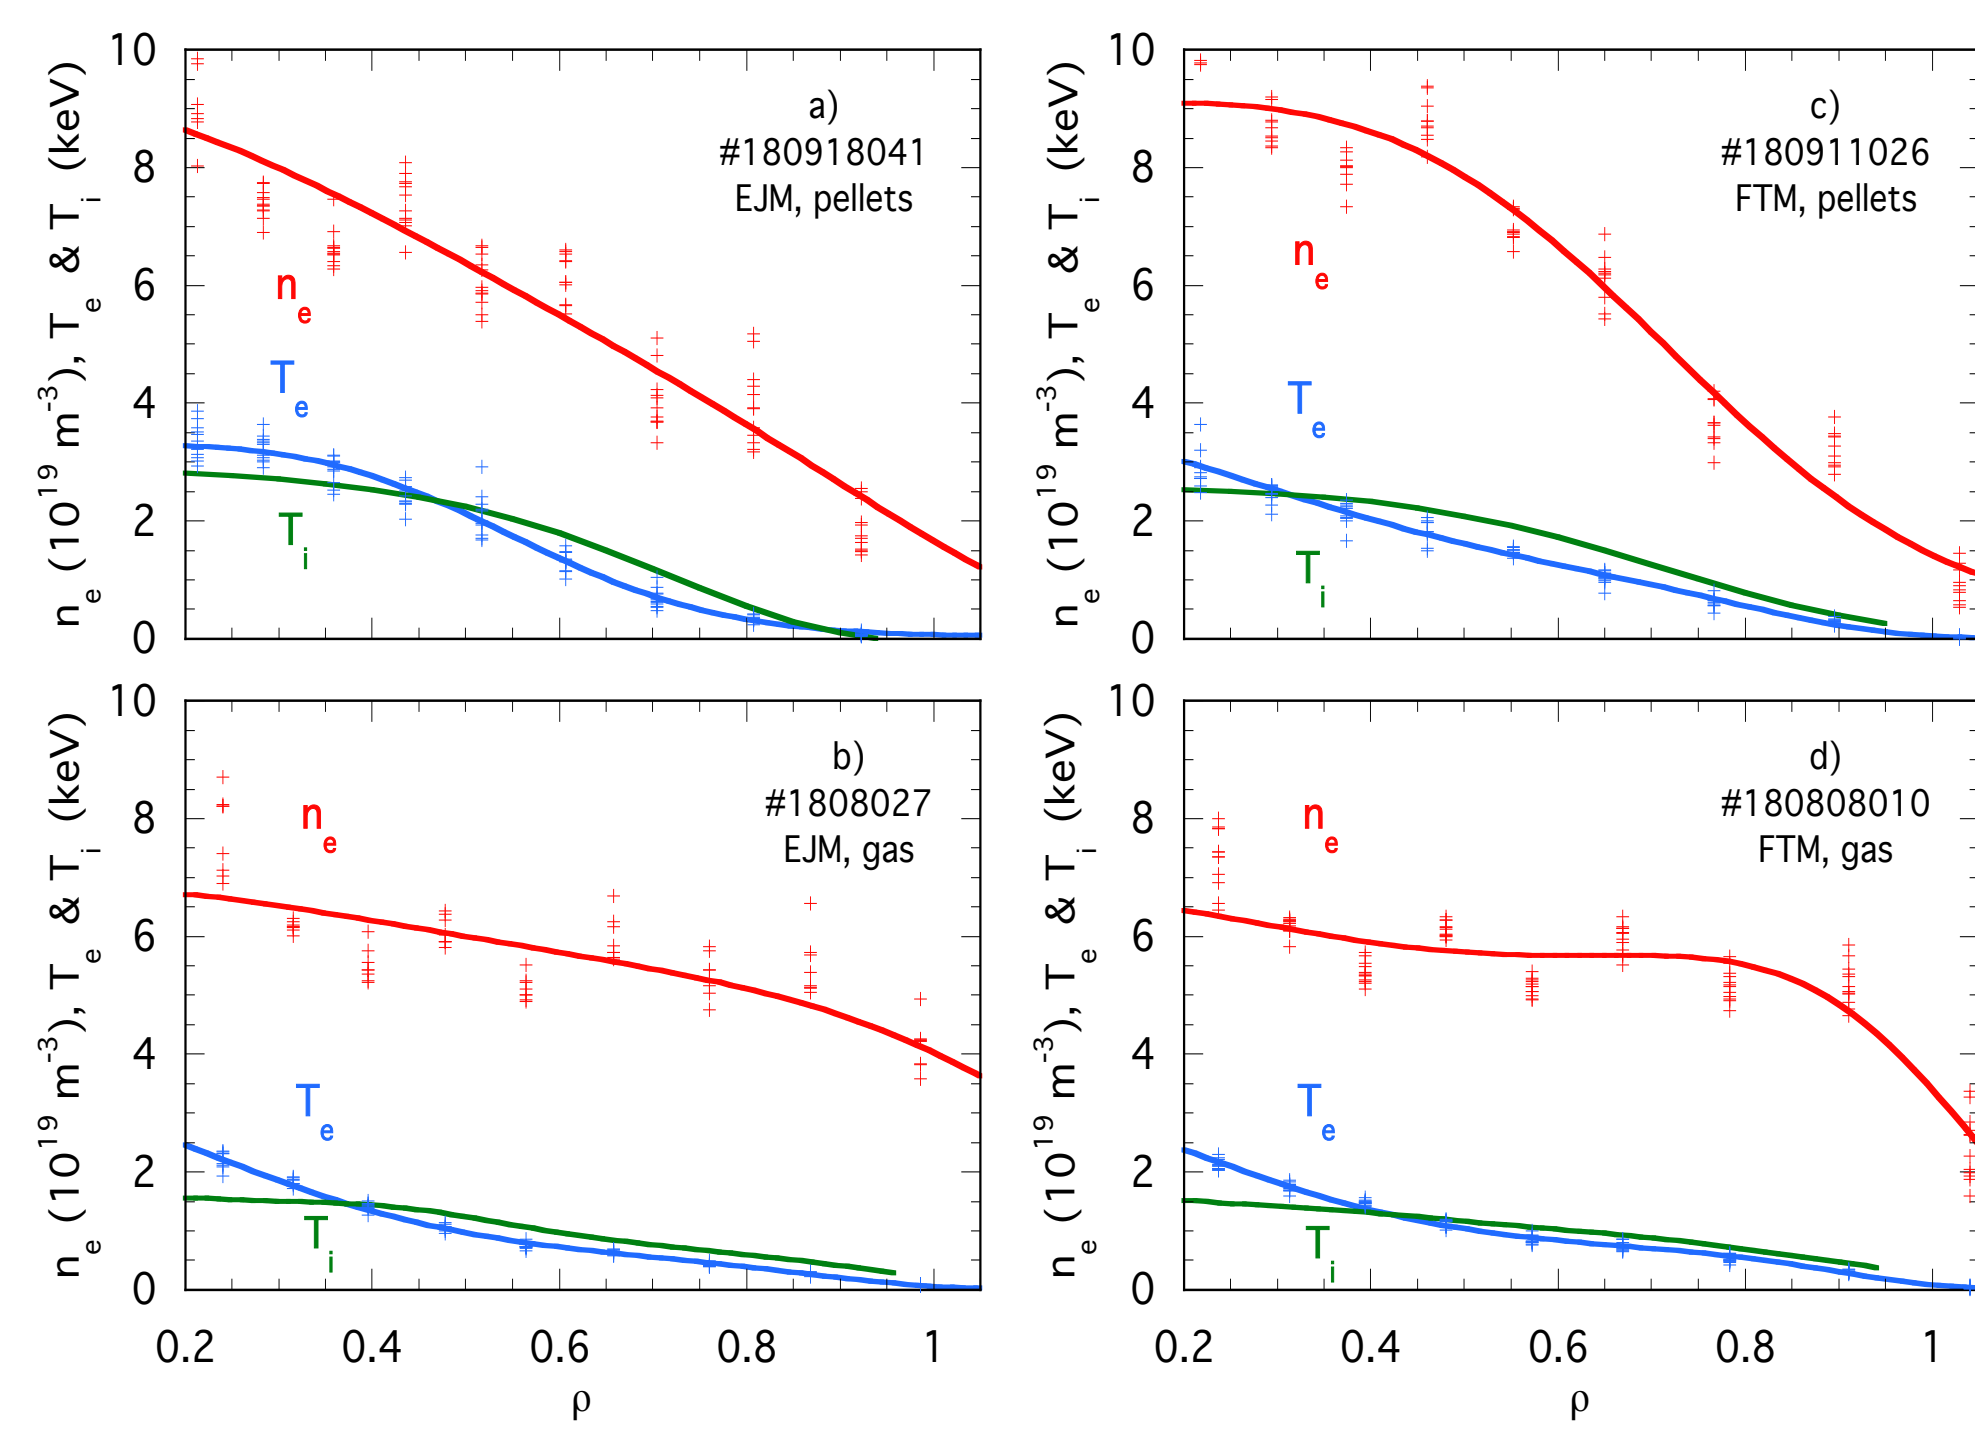 10
8
6
4
2
0
n_e (10^19 m^-3), T_e & T_i (keV)
a)
#180918041
EJM, pellets
n_e
T_e
T_i
10
8
6
4
2
0
n_e (10^19 m^-3), T_e & T_i (keV)
c)
#180911026
FTM, pellets
n_e
T_e
T_i
10
8
6
4
2
0
n_e (10^19 m^-3), T_e & T_i (keV)
b)
#1808027
EJM, gas
n_e
T_e
T_i
0.2 0.4 0.6 0.8 1
ρ
10
8
6
4
2
0
n_e (10^19 m^-3), T_e & T_i (keV)
d)
#180808010
FTM, gas
n_e
T_e
T_i
0.2 0.4 0.6 0.8 1
ρ